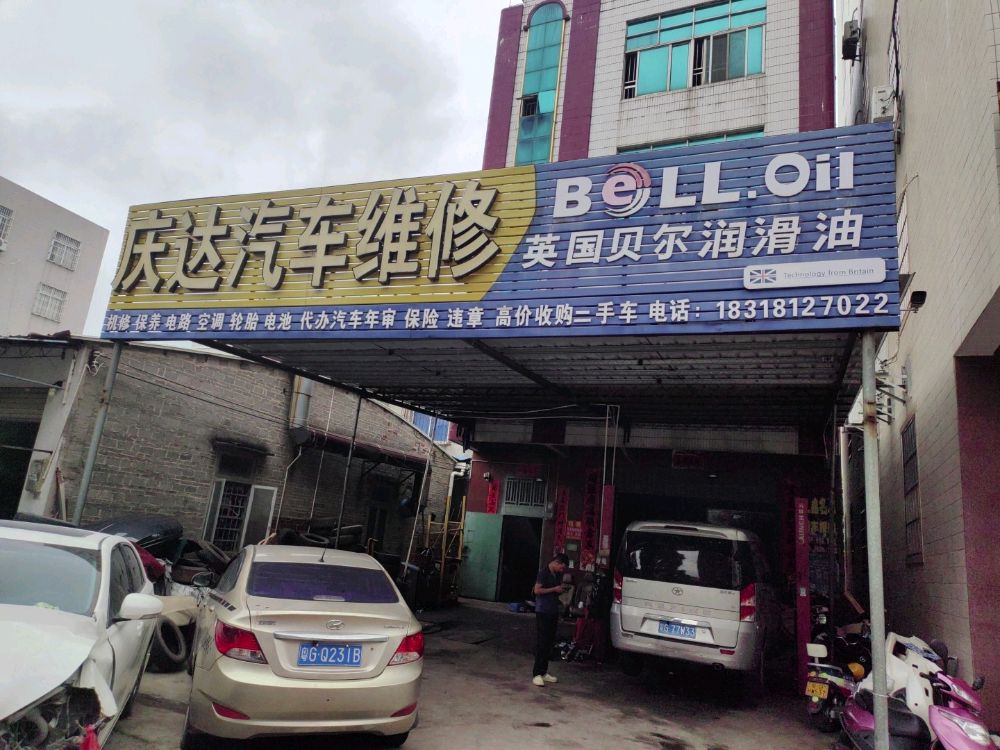 庆达汽车维修
BeLL.Oil
英国贝尔润滑油
Technology from Britain
机修 保养 电路 空调 轮胎 电池 代办汽车年审 保险 违章 高价收购二手车 电话：18318127022
粤G·Q231B